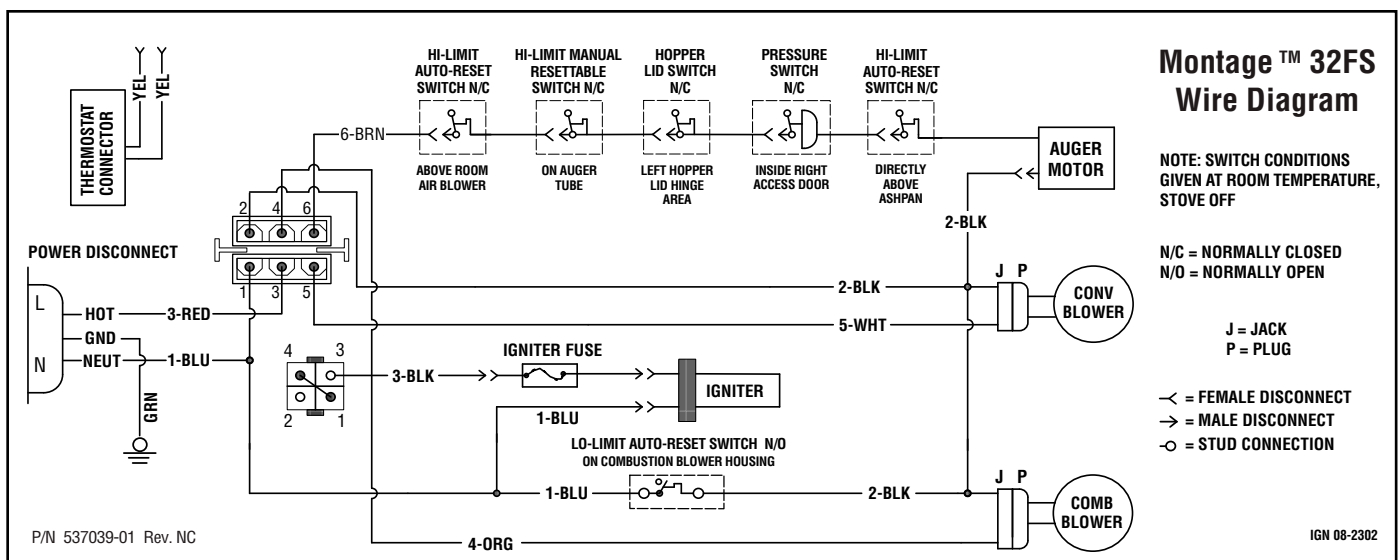 Montage ™ 32FS
Wire Diagram
NOTE: SWITCH CONDITIONS
GIVEN AT ROOM TEMPERATURE,
STOVE OFF
N/C = NORMALLY CLOSED
N/O = NORMALLY OPEN
J = JACK
P = PLUG
= FEMALE DISCONNECT
= MALE DISCONNECT
= STUD CONNECTION
IGN 08-2302
YEL
YEL
THERMOSTAT
CONNECTOR
HI-LIMIT
AUTO-RESET
SWITCH N/C
ABOVE ROOM
AIR BLOWER
HI-LIMIT MANUAL
RESETTABLE
SWITCH N/C
ON AUGER
TUBE
HOPPER
LID SWITCH
N/C
LEFT HOPPER
LID HINGE
AREA
PRESSURE
SWITCH
N/C
INSIDE RIGHT
ACCESS DOOR
HI-LIMIT
AUTO-RESET
SWITCH N/C
DIRECTLY
ABOVE
ASHPAN
6-BRN
AUGER
MOTOR
2-BLK
2 4 6
1 3 5
POWER DISCONNECT
L
N
HOT
3-RED
GND
NEUT
1-BLU
GRN
2-BLK
5-WHT
J P
CONV
BLOWER
4 3
2 1
3-BLK
IGNITER FUSE
IGNITER
1-BLU
LO-LIMIT AUTO-RESET SWITCH N/O
ON COMBUSTION BLOWER HOUSING
1-BLU
2-BLK
J P
COMB
BLOWER
4-ORG
P/N 537039-01 Rev. NC